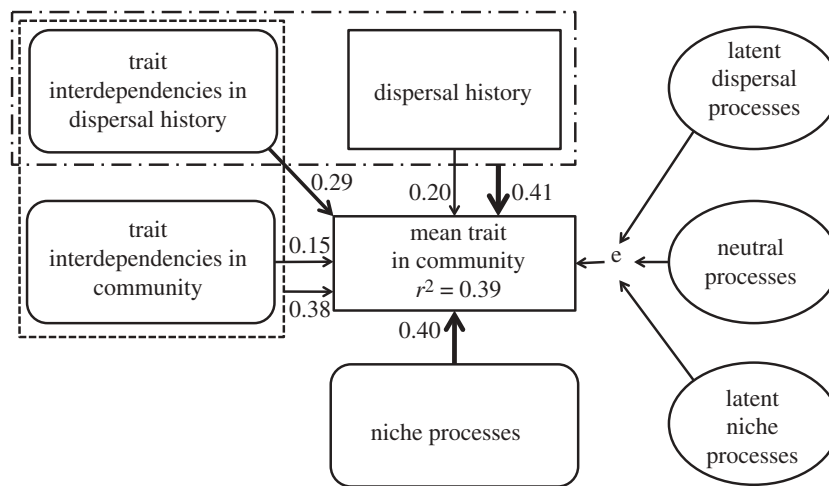 trait
interdependencies in
dispersal history
dispersal history
latent
dispersal
processes
0.29
0.20
0.41
trait
interdependencies in
community
0.15
0.38
mean trait
in community
r² = 0.39
e
neutral
processes
0.40
niche processes
latent
niche
processes